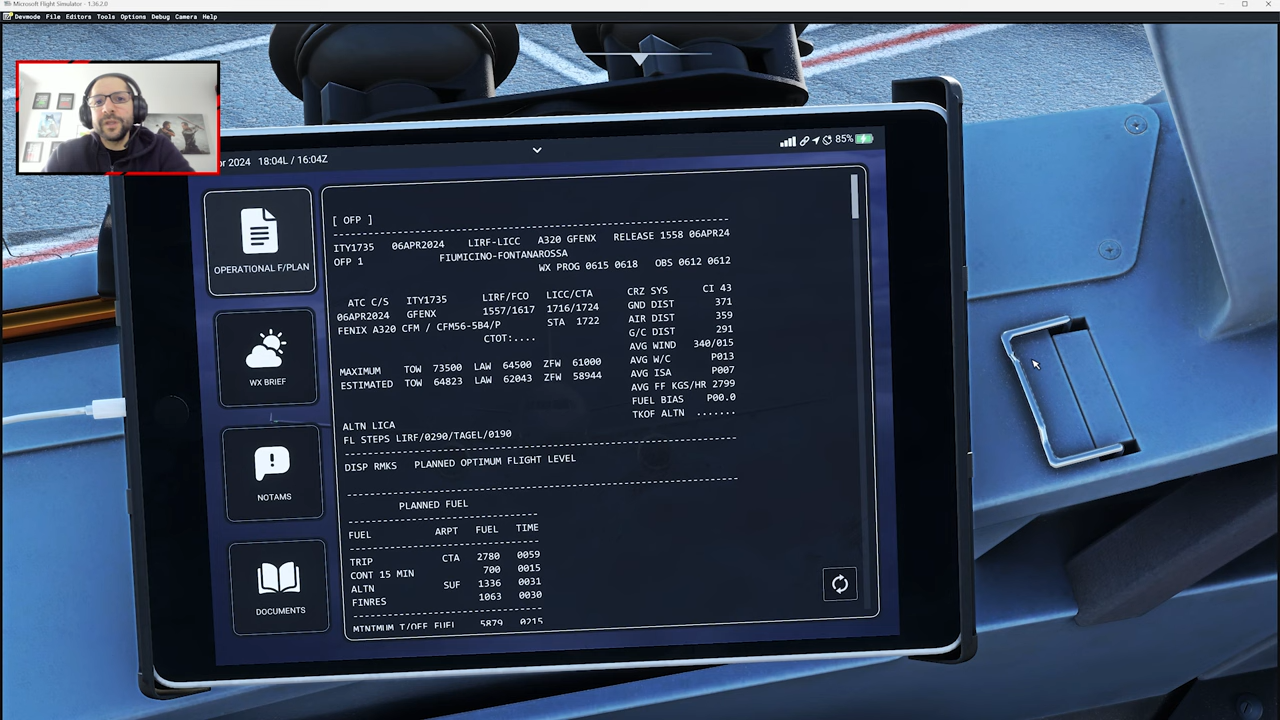 Microsoft Flight Simulator - 1.36.2.0
Devmode File Editors Tools Options Debug Camera Help
2024 18:04L / 16:04Z
85%
OPERATIONAL F/PLAN
WX BRIEF
NOTAMS
DOCUMENTS
[ OFP ]
--------------------------------------------------------------
ITY1735 06APR2024 LIRF-LICC A320 GFENX RELEASE 1558 06APR24
OFP 1 FIUMICINO-FONTANAROSSA
WX PROG 0615 0618 OBS 0612 0612
ATC C/S ITY1735 LIRF/FCO LICC/CTA CRZ SYS CI 43
06APR2024 GFENX 1557/1617 1716/1724 GND DIST 371
FENIX A320 CFM / CFM56-5B4/P STA 1722 AIR DIST 359
CTOT:.... G/C DIST 291
AVG WIND 340/015
MAXIMUM TOW 73500 LAW 64500 ZFW 61000 AVG W/C P013
ESTIMATED TOW 64823 LAW 62043 ZFW 58944 AVG ISA P007
AVG FF KGS/HR 2799
FUEL BIAS P00.0
ALTN LICA TKOF ALTN .......
FL STEPS LIRF/0290/TAGEL/0190
--------------------------------------------------------------
DISP RMKS PLANNED OPTIMUM FLIGHT LEVEL
--------------------------------------------------------------
PLANNED FUEL
------------------------------
FUEL ARPT FUEL TIME
------------------------------
TRIP CTA 2780 0059
CONT 15 MIN 700 0015
ALTN SUF 1336 0031
FINRES 1063 0030
------------------------------
MINIMUM T/OFF FUEL 5879 0215